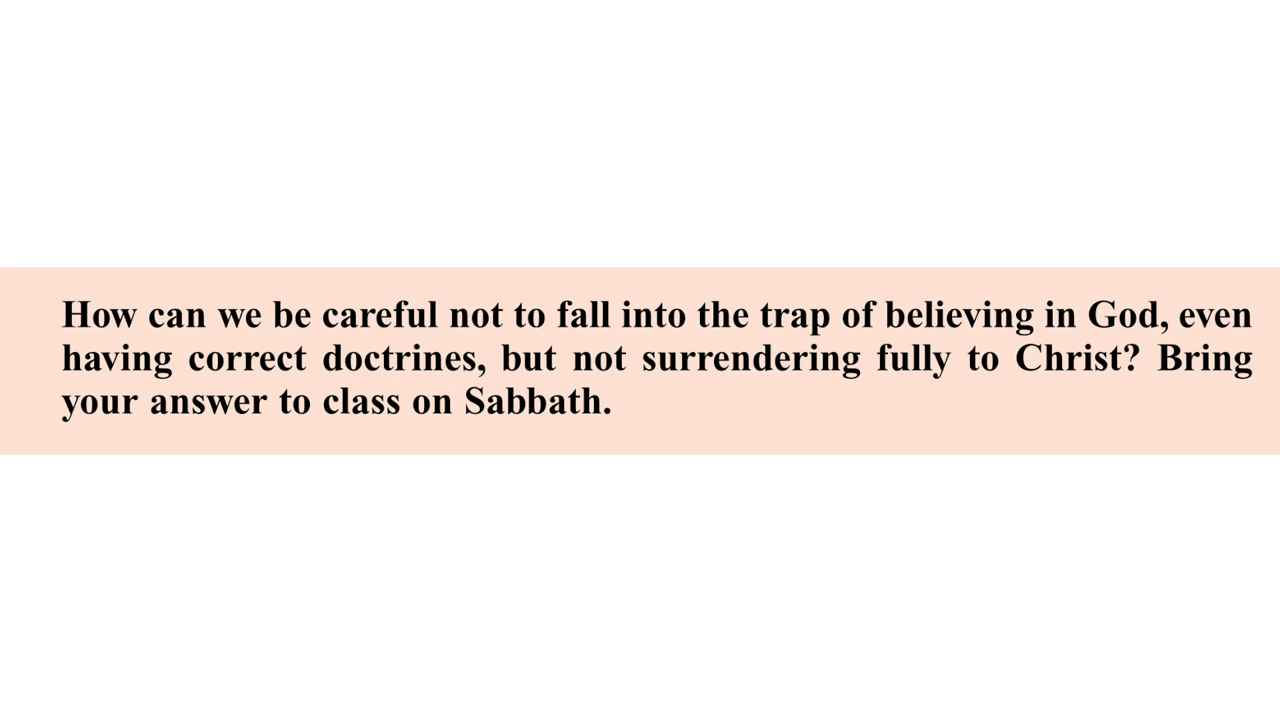 How can we be careful not to fall into the trap of believing in God, even
having correct doctrines, but not surrendering fully to Christ? Bring
your answer to class on Sabbath.